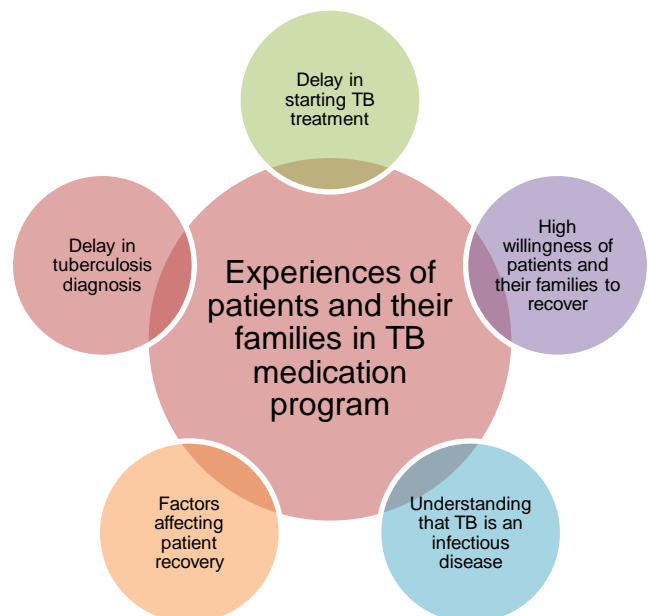 Delay in
starting TB
treatment
High
willingness of
patients and
their families to
recover
Understanding
that TB is an
infectious
disease
Factors
affecting
patient
recovery
Delay in
tuberculosis
diagnosis
Experiences of
patients and their
families in TB
medication
program